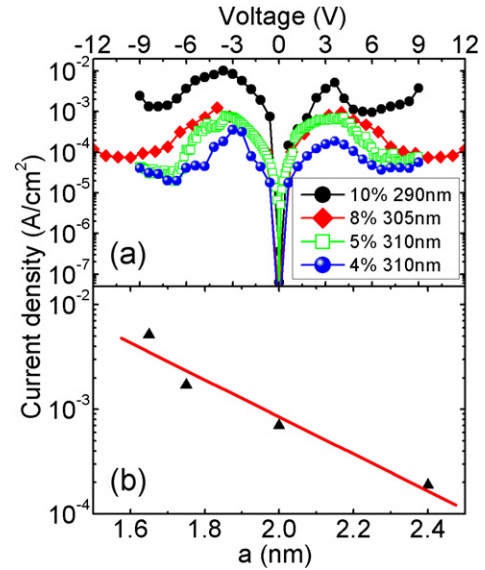 Voltage (V)
-12 -9 -6 -3 0 3 6 9 12
10⁻²
10⁻³
10⁻⁴
10⁻⁵
10⁻⁶
10⁻⁷
(a)
10% 290nm
8% 305nm
5% 310nm
4% 310nm
Current density (A/cm²)
10⁻²
10⁻³
10⁻⁴
(b)
1.6 1.8 2.0 2.2 2.4
a (nm)